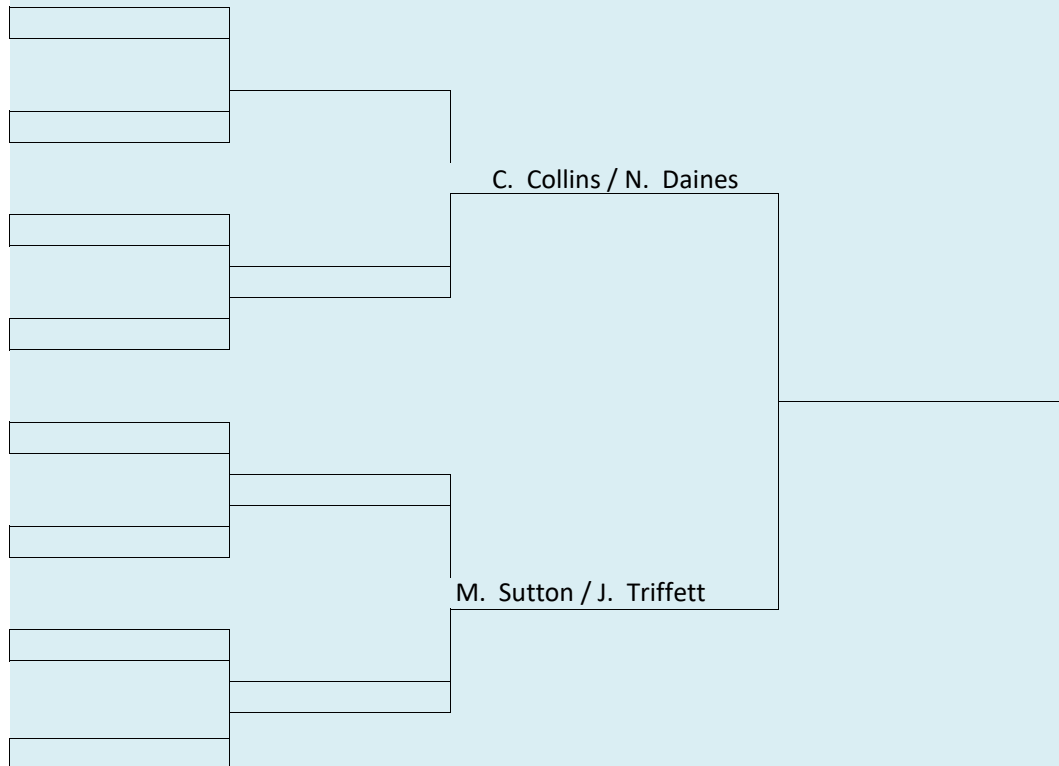 C. Collins / N. Daines
M. Sutton / J. Triffett